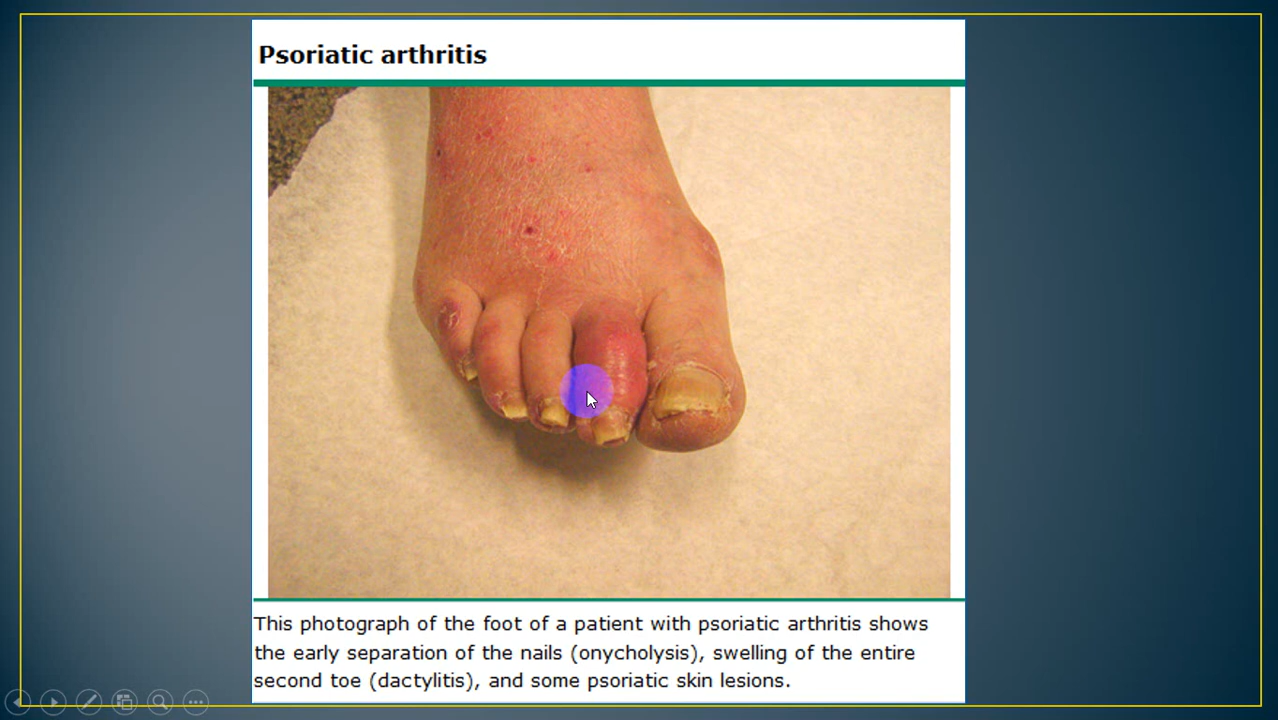 Psoriatic arthritis
This photograph of the foot of a patient with psoriatic arthritis shows
the early separation of the nails (onycholysis), swelling of the entire
second toe (dactylitis), and some psoriatic skin lesions.